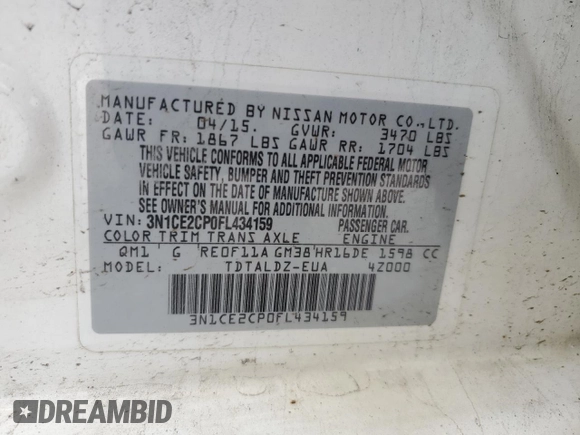 MANUFACTURED BY NISSAN MOTOR CO.,LTD.
DATE: 04/15. GVWR: 3470 LBS
GAWR FR: 1867 LBS GAWR RR: 1704 LBS
THIS VEHICLE CONFORMS TO ALL APPLICABLE FEDERAL MOTOR
VEHICLE SAFETY, BUMPER AND THEFT PREVENTION STANDARDS
IN EFFECT ON THE DATE OF MANUFACTURE SHOWN ABOVE.
SEE OWNER'S MANUAL FOR ADDITIONAL INFORMATION.
VIN: 3N1CE2CP0FL434159 PASSENGER CAR.
COLOR TRIM TRANS AXLE ENGINE
QM1 G RE0F11A GM38 HR16DE 1598 CC
MODEL: TDTALDZ-EUA 4Z000
3N1CE2CP0FL434159
DREAMBID